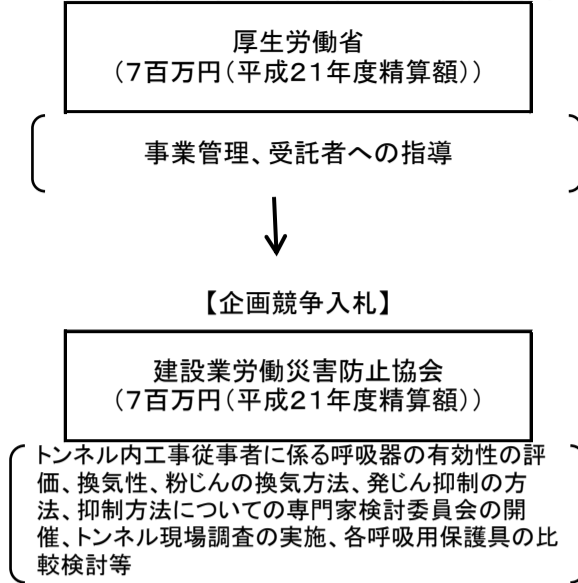 厚生労働省
（７百万円（平成２１年度精算額））
事業管理、受託者への指導
【企画競争入札】
建設業労働災害防止協会
（７百万円（平成２１年度精算額））
トンネル内工事従事者に係る呼吸器の有効性の評
価、換気性、粉じんの換気方法、発じん抑制の方
法、抑制方法についての専門家検討委員会の開
催、トンネル現場調査の実施、各呼吸用保護具の比
較検討等